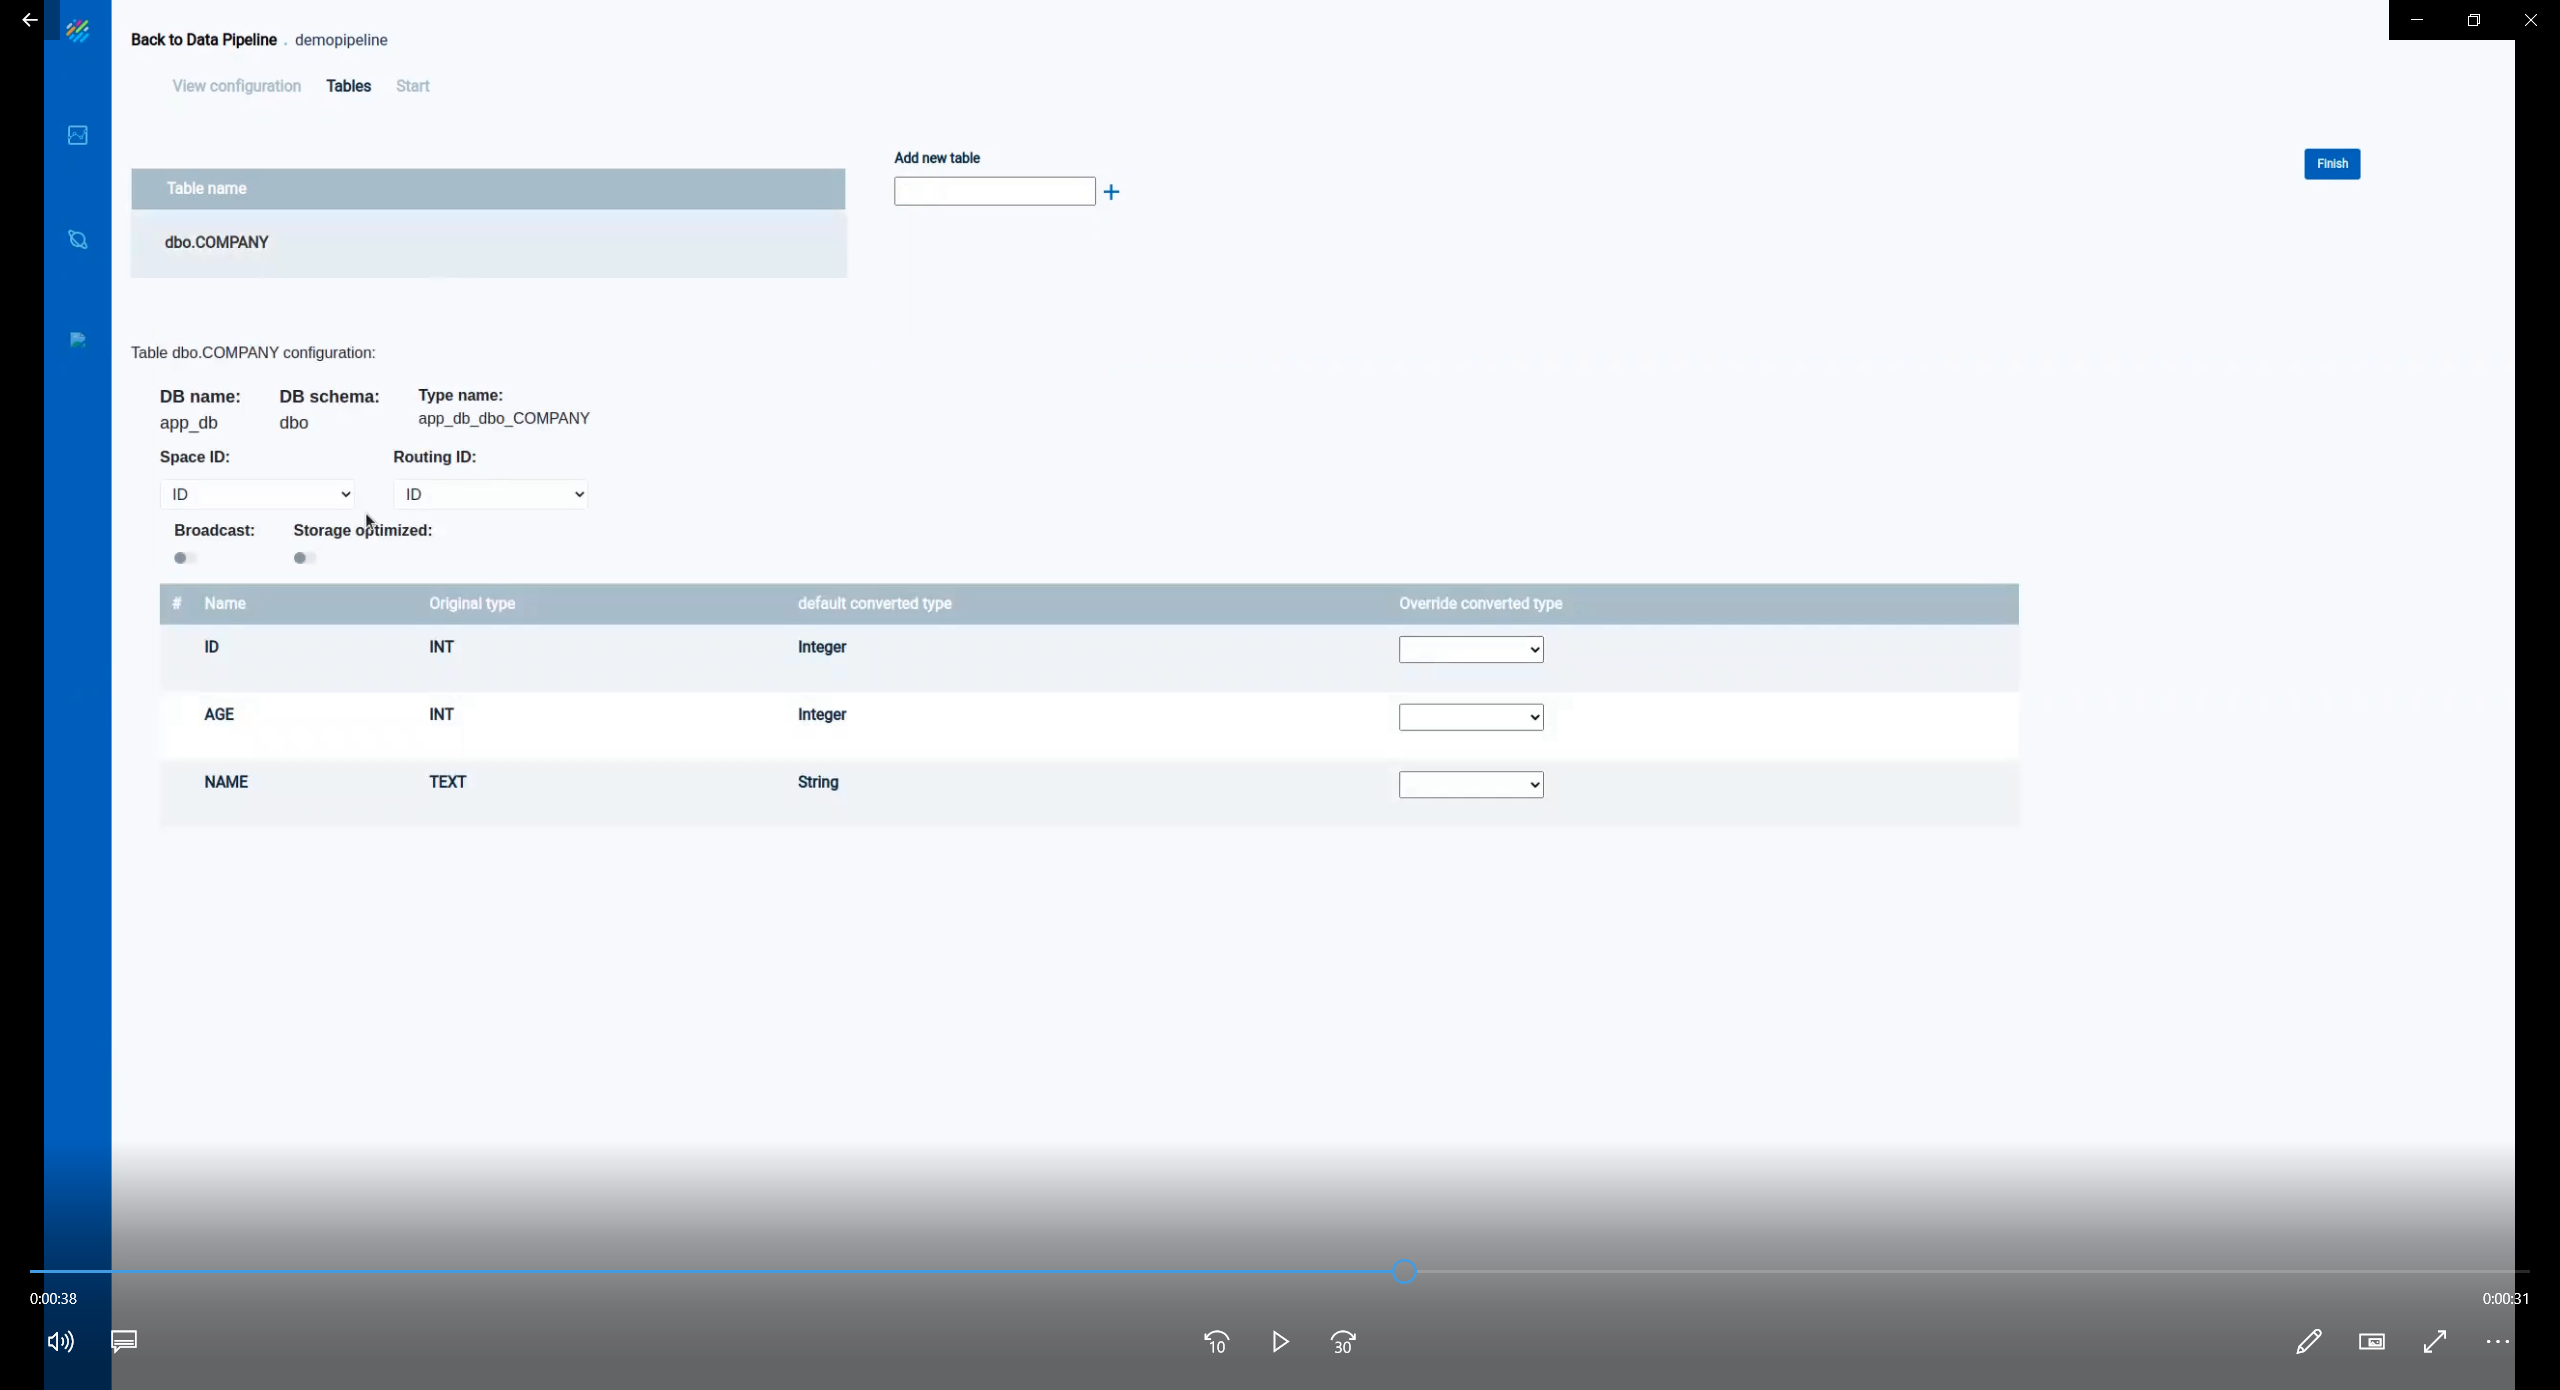 Back to Data Pipeline . demopipeline
View configuration Tables Start
Add new table
Finish
Table name
dbo.COMPANY
Table dbo.COMPANY configuration:
DB name: DB schema: Type name:
app_db dbo app_db_dbo_COMPANY
Space ID: Routing ID:
ID ID
Broadcast: Storage optimized:
# Name Original type default converted type Override converted type
ID INT Integer
AGE INT Integer
NAME TEXT String
0:00:38 0:00:31
10 30